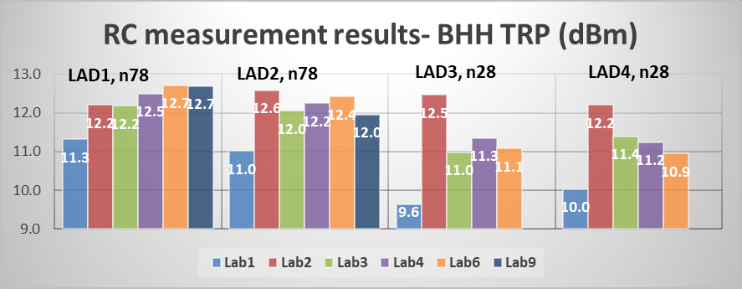 RC measurement results- BHH TRP (dBm)
LAD1, n78 LAD2, n78 LAD3, n28 LAD4, n28
13.0
12.0
11.0
10.0
9.0
11.3 12.2 12.2 12.5 12.7 12.7
11.0 12.6 12.0 12.2 12.4 12.0
9.6 12.5 11.0 11.3 11.1
10.0 12.2 11.4 11.2 10.9
Lab1 Lab2 Lab3 Lab4 Lab6 Lab9